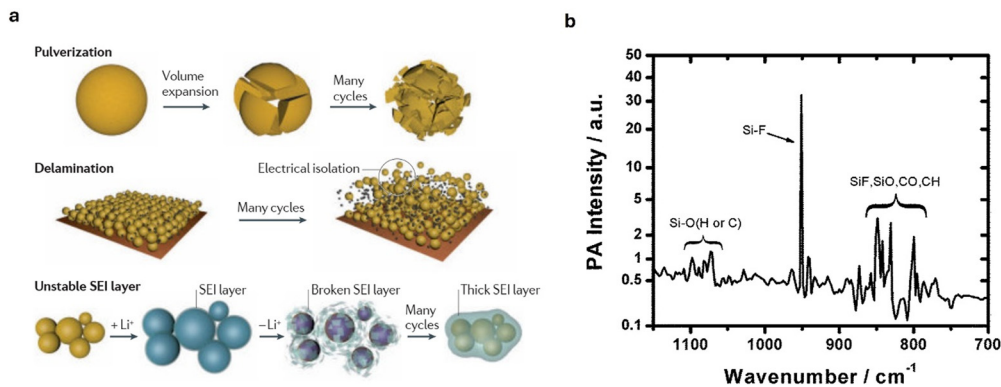 a
Pulverization
Volume
expansion
Many
cycles
Delamination
Electrical isolation
Many cycles
Unstable SEI layer
SEI layer
Broken SEI layer
Thick SEI layer
+ Li⁺
−Li⁺
Many
cycles
b
PA Intensity / a.u.
50
40
30
20
10
5
2
1
0.5
0.1
Si-F
SiF,SiO,CO,CH
Si-O(H or C)
1100
1000
900
800
700
Wavenumber / cm⁻¹